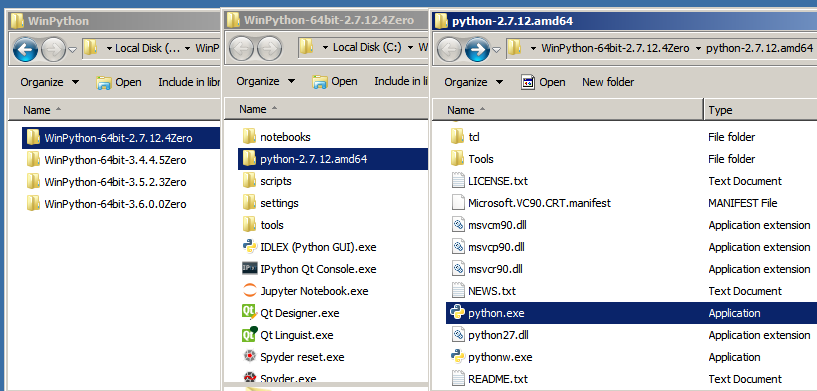 WinPython
Local Disk (... WinP
Organize Open Include in libr
Name
WinPython-64bit-2.7.12.4Zero
WinPython-64bit-3.4.4.5Zero
WinPython-64bit-3.5.2.3Zero
WinPython-64bit-3.6.0.0Zero
WinPython-64bit-2.7.12.4Zero
Local Disk (C:) W
Organize Open Include in li
Name
notebooks
python-2.7.12.amd64
scripts
settings
tools
IDLEX (Python GUI).exe
IPython Qt Console.exe
Jupyter Notebook.exe
Qt Designer.exe
Qt Linguist.exe
Spyder reset.exe
Spyder.exe
python-2.7.12.amd64
WinPython-64bit-2.7.12.4Zero python-2.7.12.amd64
Organize Open New folder
Name Type
tcl File folder
Tools File folder
LICENSE.txt Text Document
Microsoft.VC90.CRT.manifest MANIFEST File
msvcm90.dll Application extension
msvcp90.dll Application extension
msvcr90.dll Application extension
NEWS.txt Text Document
python.exe Application
python27.dll Application extension
pythonw.exe Application
README.txt Text Document